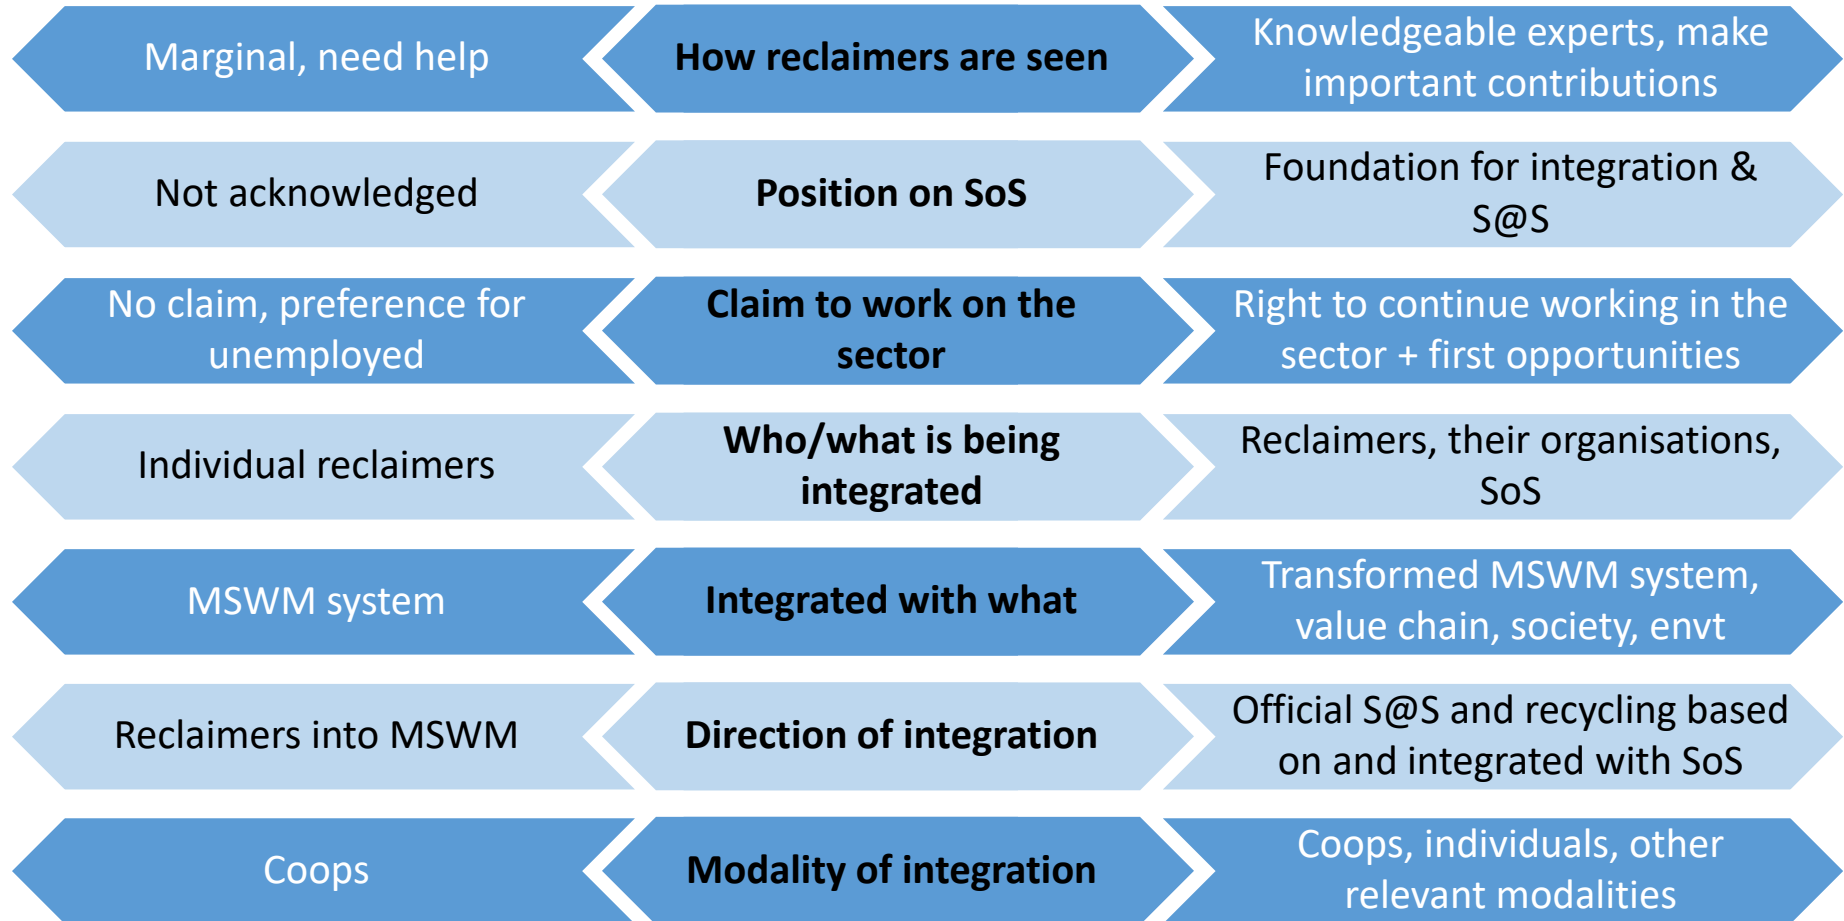 Marginal, need help
How reclaimers are seen
Knowledgeable experts, make
important contributions
Not acknowledged
Position on SoS
Foundation for integration &
S@S
No claim, preference for
unemployed
Claim to work on the
sector
Right to continue working in the
sector + first opportunities
Individual reclaimers
Who/what is being
integrated
Reclaimers, their organisations,
SoS
MSWM system
Integrated with what
Transformed MSWM system,
value chain, society, envt
Reclaimers into MSWM
Direction of integration
Official S@S and recycling based
on and integrated with SoS
Coops
Modality of integration
Coops, individuals, other
relevant modalities